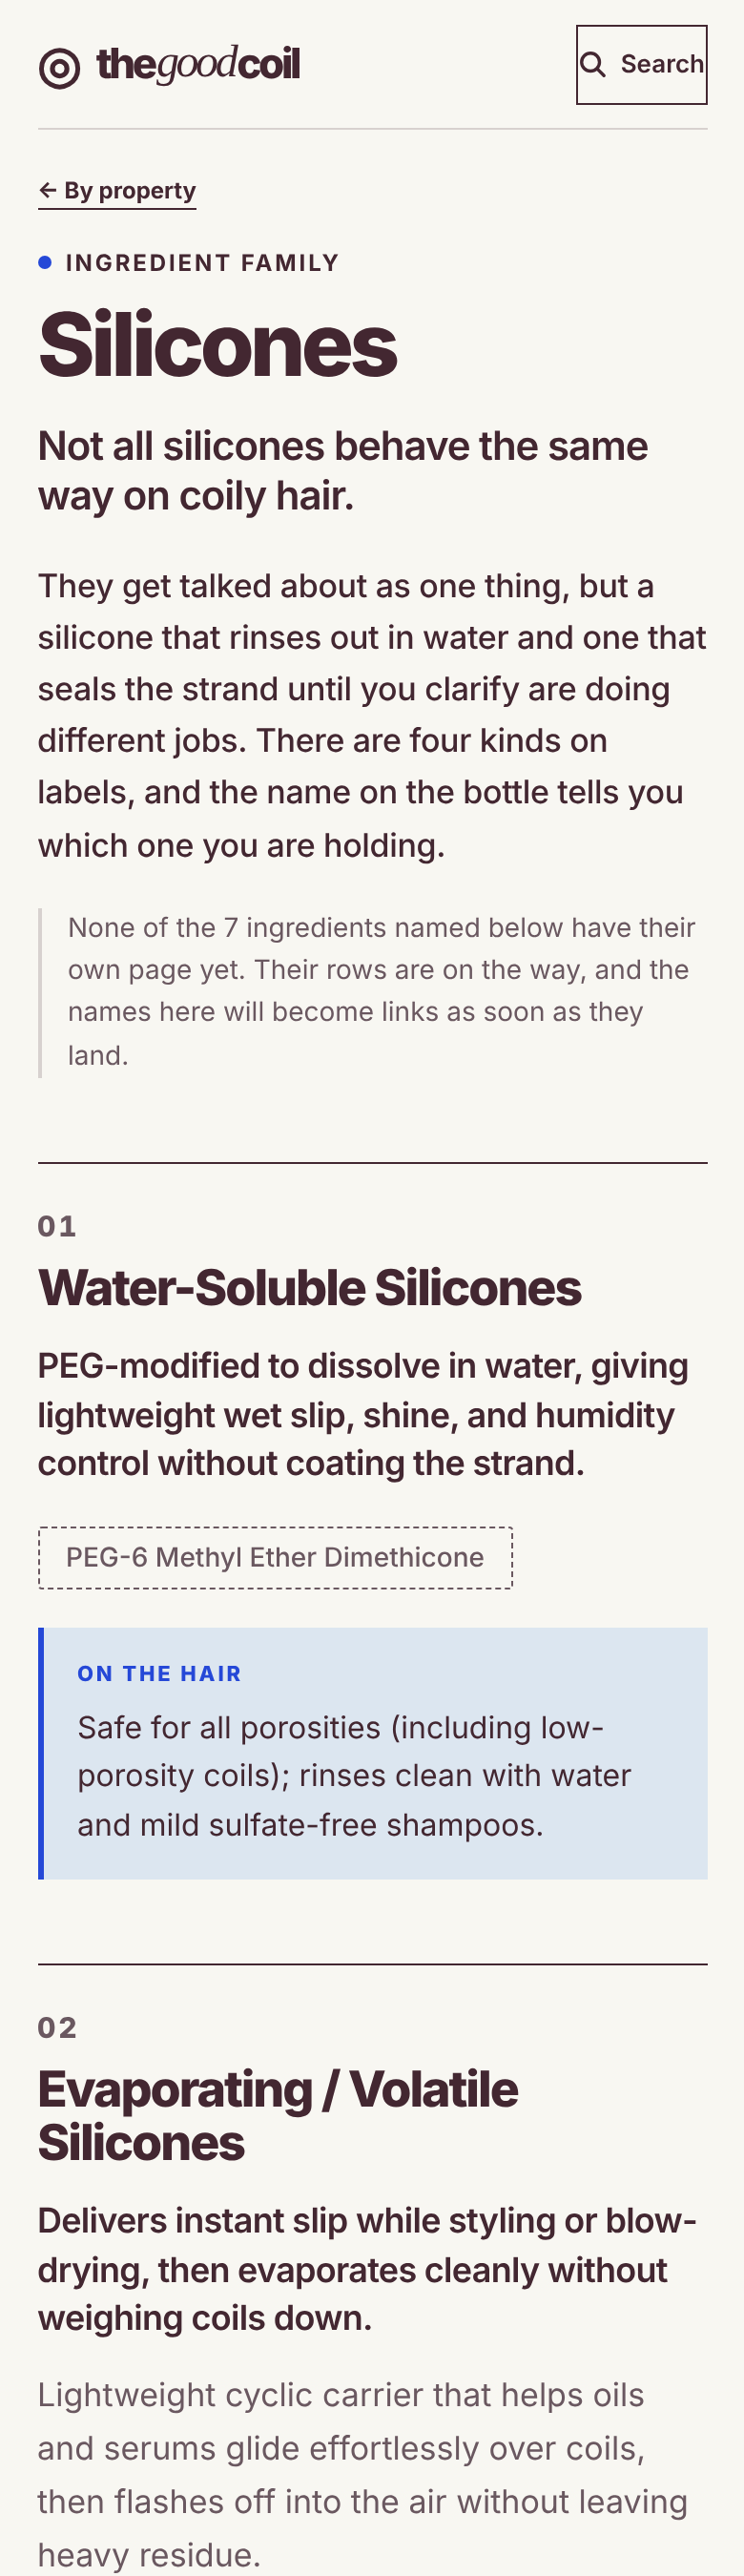 thegoodcoil
Search
← By property
INGREDIENT FAMILY
Silicones
Not all silicones behave the same
way on coily hair.
They get talked about as one thing, but a
silicone that rinses out in water and one that
seals the strand until you clarify are doing
different jobs. There are four kinds on
labels, and the name on the bottle tells you
which one you are holding.
None of the 7 ingredients named below have their
own page yet. Their rows are on the way, and the
names here will become links as soon as they
land.
01
Water-Soluble Silicones
PEG-modified to dissolve in water, giving
lightweight wet slip, shine, and humidity
control without coating the strand.
PEG-6 Methyl Ether Dimethicone
ON THE HAIR
Safe for all porosities (including low-
porosity coils); rinses clean with water
and mild sulfate-free shampoos.
02
Evaporating / Volatile
Silicones
Delivers instant slip while styling or blow-
drying, then evaporates cleanly without
weighing coils down.
Lightweight cyclic carrier that helps oils
and serums glide effortlessly over coils,
then flashes off into the air without leaving
heavy residue.